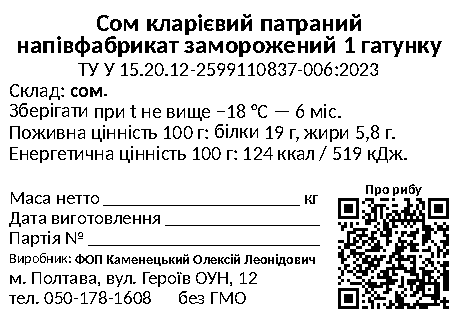 Сом кларієвий патраний
напівфабрикат заморожений 1 гатунку
ТУ У 15.20.12-2599110837-006:2023
Склад: сом.
Зберігати при t не вище −18 °C — 6 міс.
Поживна цінність 100 г: білки 19 г, жири 5,8 г.
Енергетична цінність 100 г: 124 ккал / 519 кДж.
Маса нетто ____________________ кг
Дата виготовлення ________________
Партія № ________________________
Про рибу
Виробник: ФОП Каменецький Олексій Леонідович
м. Полтава, вул. Героїв ОУН, 12
тел. 050-178-1608 без ГМО